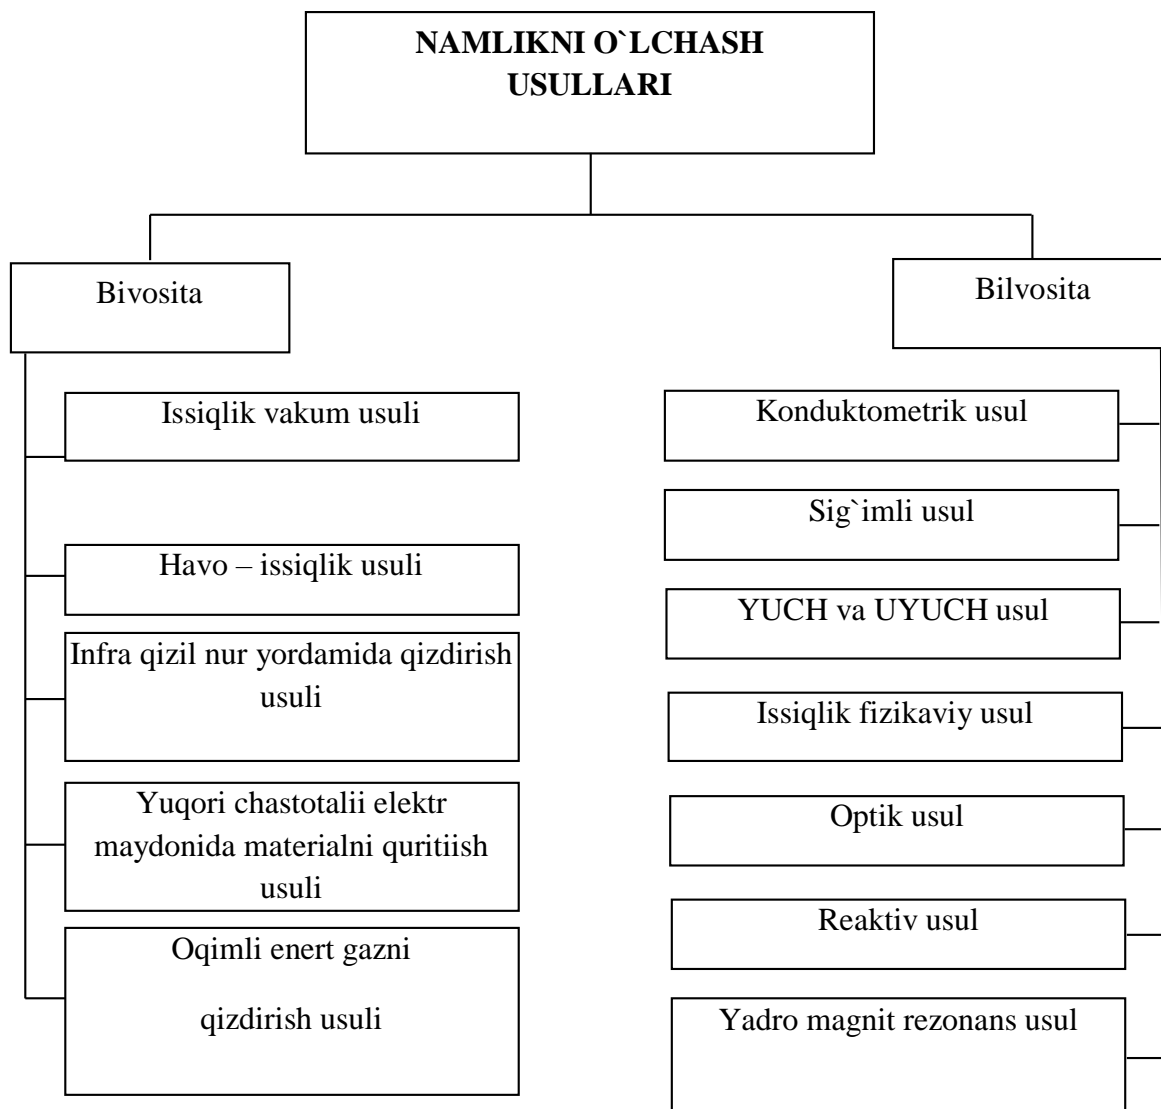 NAMLIKNI O`LCHASH
USULLARI
Bivosita
Bilvosita
Issiqlik vakum usuli
Havo – issiqlik usuli
Infra qizil nur yordamida qizdirish
usuli
Yuqori chastotalii elektr
maydonida materialni quritiish
usuli
Oqimli enert gazni
qizdirish usuli
Konduktometrik usul
Sig`imli usul
YUCH va UYUCH usul
Issiqlik fizikaviy usul
Optik usul
Reaktiv usul
Yadro magnit rezonans usul